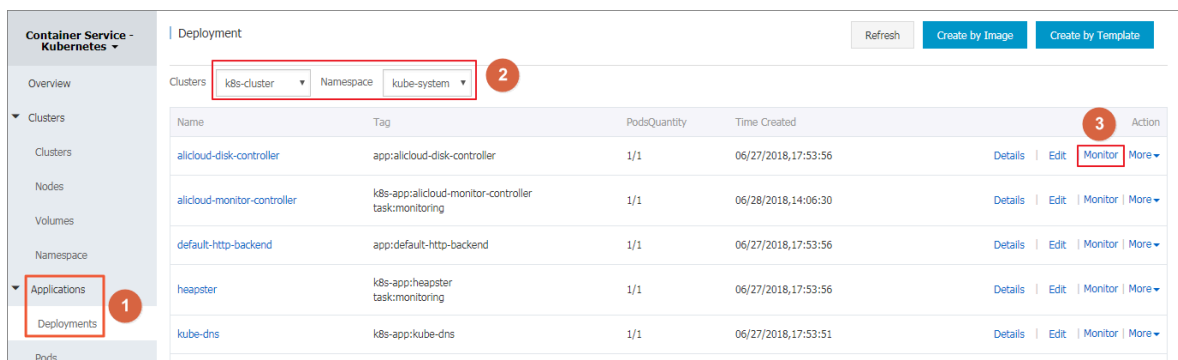 Container Service -
Kubernetes
Deployment
Refresh
Create by Image
Create by Template
Overview
Clusters
k8s-cluster
Namespace
kube-system
2
Clusters
Name
Tag
PodsQuantity
Time Created
3
Action
Clusters
alicloud-disk-controller
app:alicloud-disk-controller
1/1
06/27/2018,17:53:56
Details | Edit | Monitor | More
Nodes
alicloud-monitor-controller
k8s-app:alicloud-monitor-controller
task:monitoring
1/1
06/28/2018,14:06:30
Details | Edit | Monitor | More
Volumes
default-http-backend
app:default-http-backend
1/1
06/27/2018,17:53:56
Details | Edit | Monitor | More
Namespace
Applications
heapster
k8s-app:heapster
task:monitoring
1/1
06/27/2018,17:53:56
Details | Edit | Monitor | More
1
Deployments
kube-dns
k8s-app:kube-dns
1/1
06/27/2018,17:53:51
Details | Edit | Monitor | More
Pods